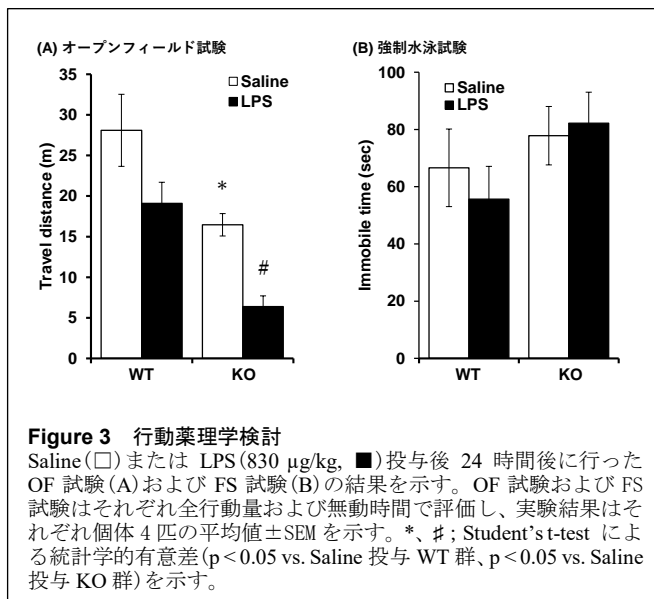 (A) オープンフィールド試験
(B) 強制水泳試験
35
30
25
20
15
10
5
0
Travel distance (m)
Saline
LPS
*
#
WT
KO
100
80
60
40
20
0
Immobile time (sec)
Saline
LPS
WT
KO
Figure 3 行動薬理学検討
Saline(□)または LPS(830 µg/kg, ■)投与後 24 時間後に行った
OF 試験(A)および FS 試験(B)の結果を示す。OF 試験および FS
試験はそれぞれ全行動量および無動時間で評価し、実験結果はそ
れぞれ個体 4 匹の平均値±SEM を示す。*、♯; Student's t-test によ
る統計学的有意差(p < 0.05 vs. Saline 投与 WT 群、p < 0.05 vs. Saline
投与 KO 群)を示す。